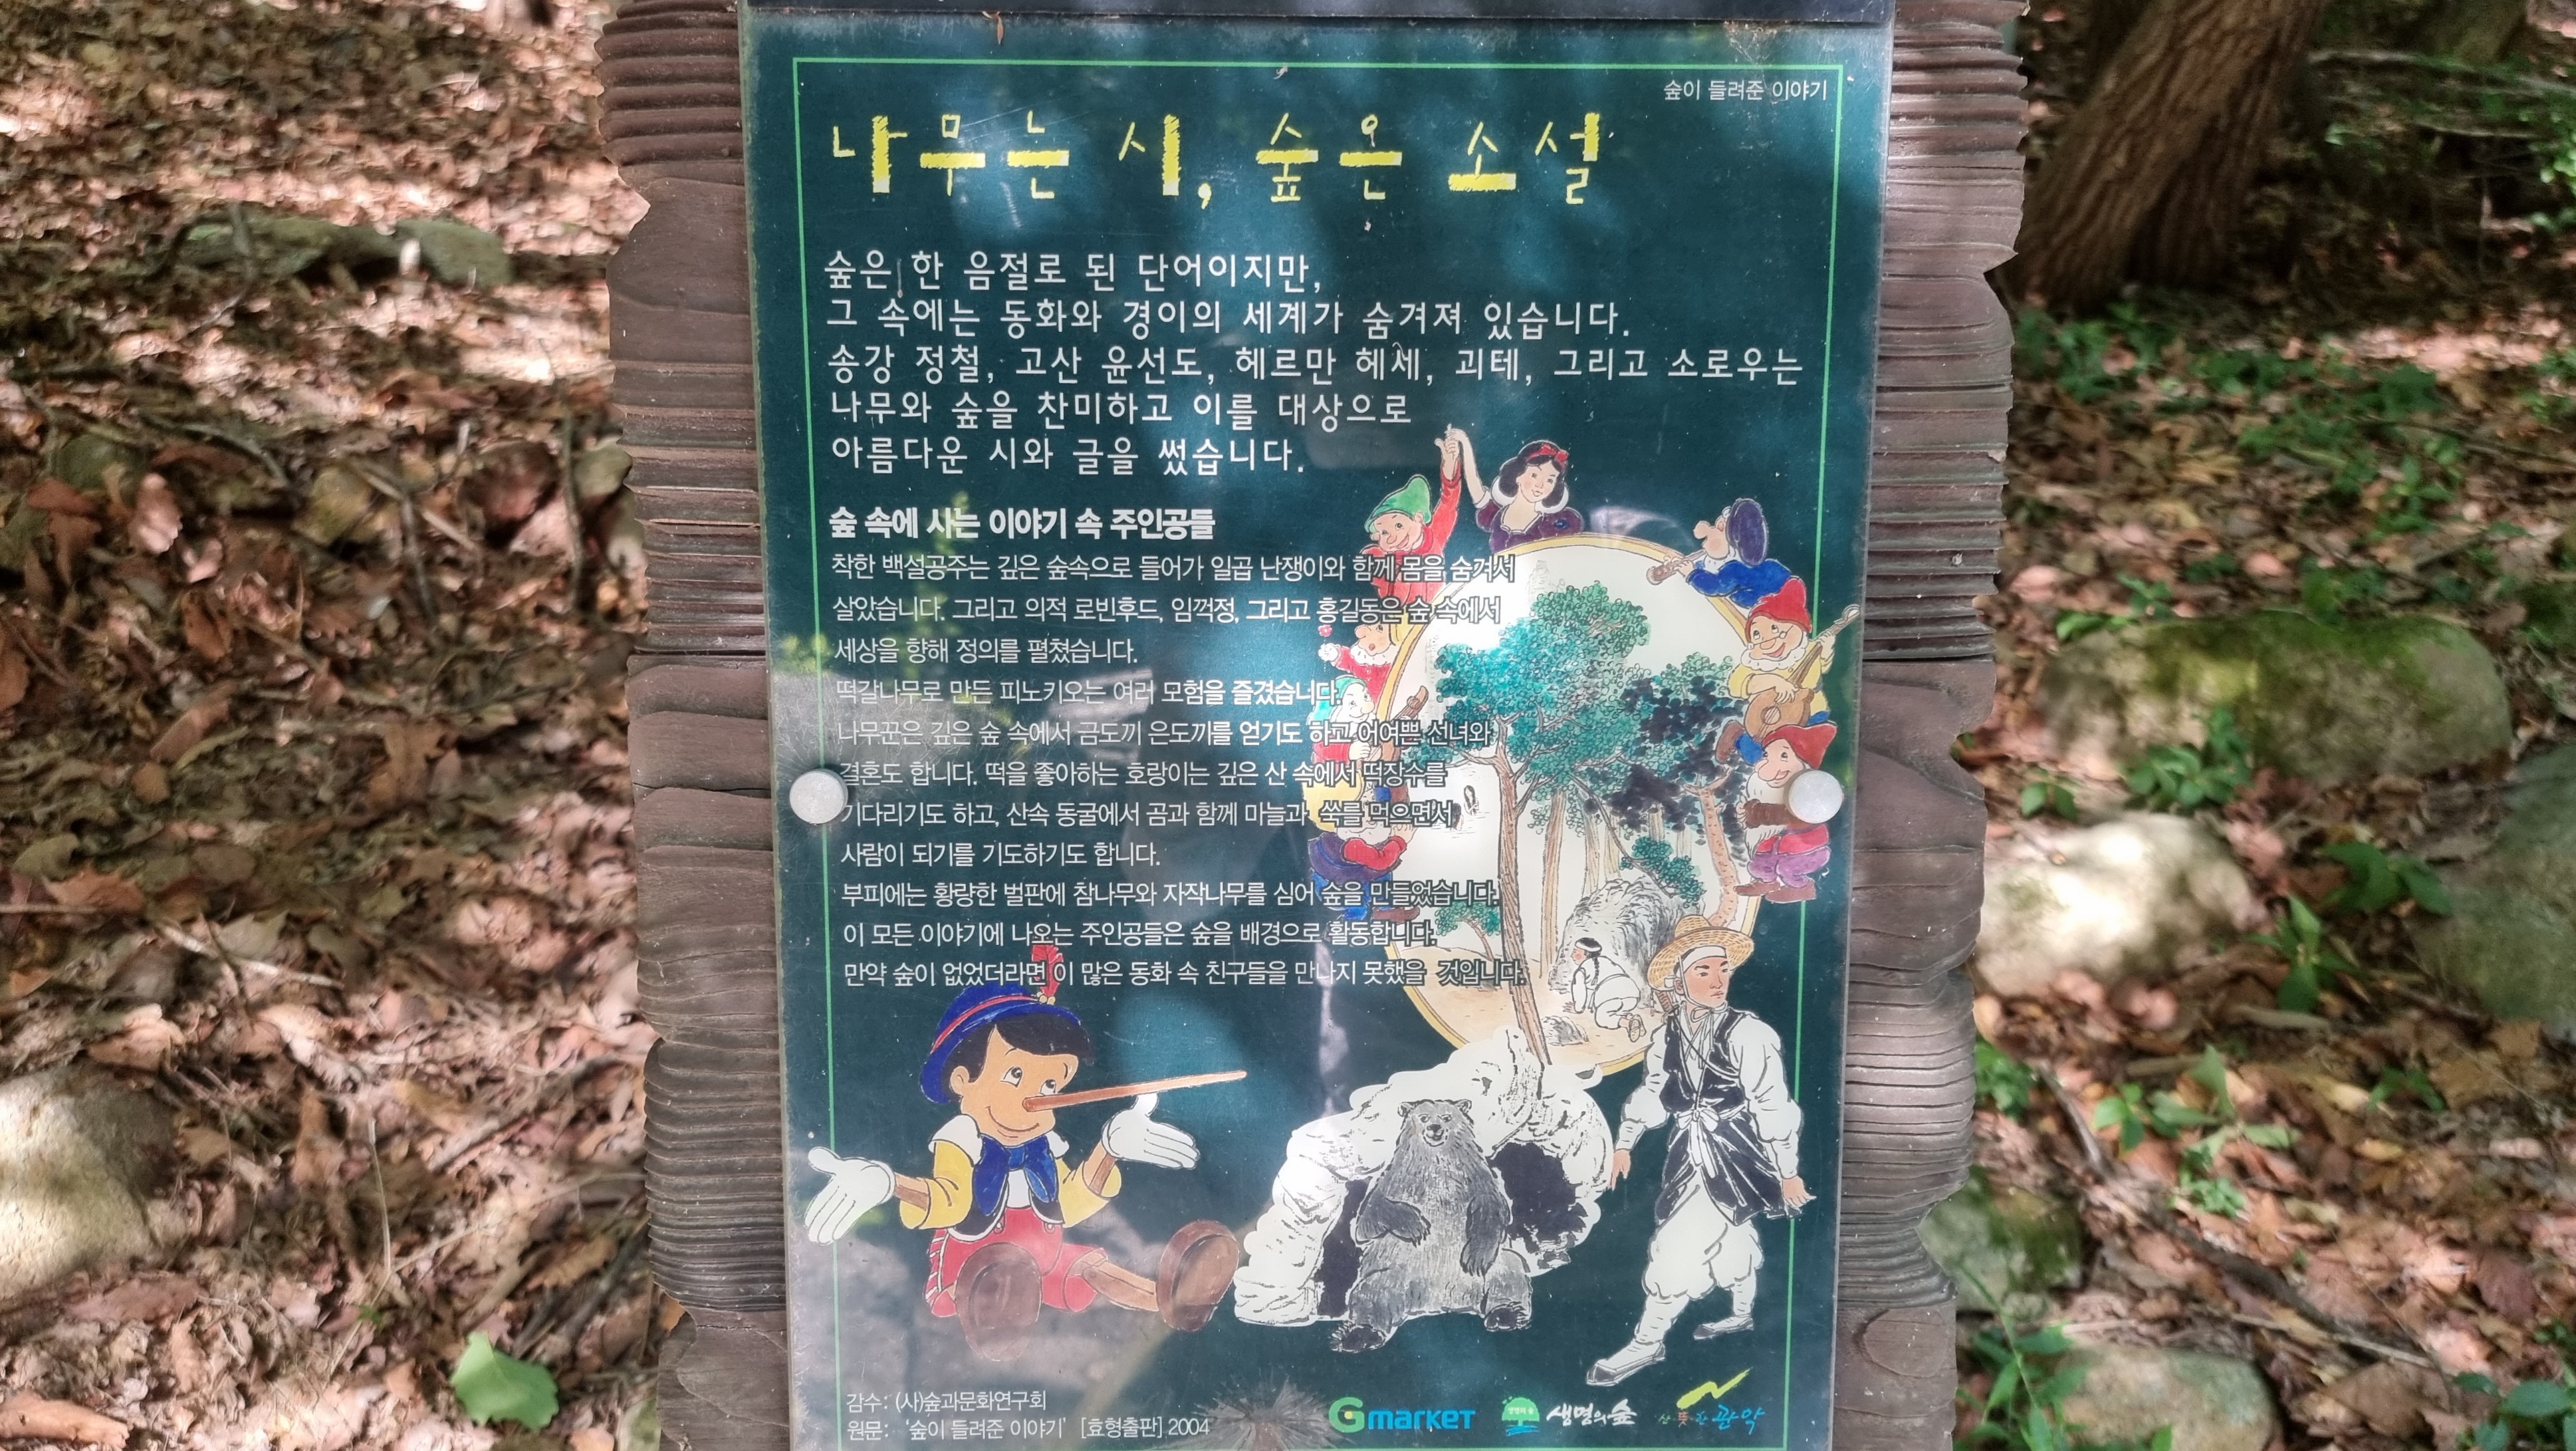 숲이 들려준 이야기
나무는 시, 숲은 소설
숲은 한 음절로 된 단어이지만,
그 속에는 동화와 경이의 세계가 숨겨져 있습니다.
송강 정철, 고산 윤선도, 헤르만 헤세, 괴테, 그리고 소로우는
나무와 숲을 찬미하고 이를 대상으로
아름다운 시와 글을 썼습니다.
숲 속에 사는 이야기 속 주인공들
착한 백설공주는 깊은 숲속으로 들어가 일곱 난쟁이와 함께 몸을 숨겨서
살았습니다. 그리고 의적 로빈후드, 임꺽정, 그리고 홍길동은 숲 속에서
세상을 향해 정의를 펼쳤습니다.
떡갈나무로 만든 피노키오는 여러 모험을 즐겼습니다.
나무꾼은 깊은 숲 속에서 금도끼 은도끼를 얻기도 하고 어여쁜 선녀와
결혼도 합니다. 떡을 좋아하는 호랑이는 깊은 산 속에서 떡장수를
기다리기도 하고, 산속 동굴에서 곰과 함께 마늘과 쑥를 먹으면서
사람이 되기를 기도하기도 합니다.
부피에는 황량한 벌판에 참나무와 자작나무를 심어 숲을 만들었습니다.
이 모든 이야기에 나오는 주인공들은 숲을 배경으로 활동합니다.
만약 숲이 없었더라면 이 많은 동화 속 친구들을 만나지 못했을 것입니다.
감수: (사)숲과문화연구회
원문: '숲이 들려준 이야기' [효형출판] 2004
Gmarket 생명의숲 관악